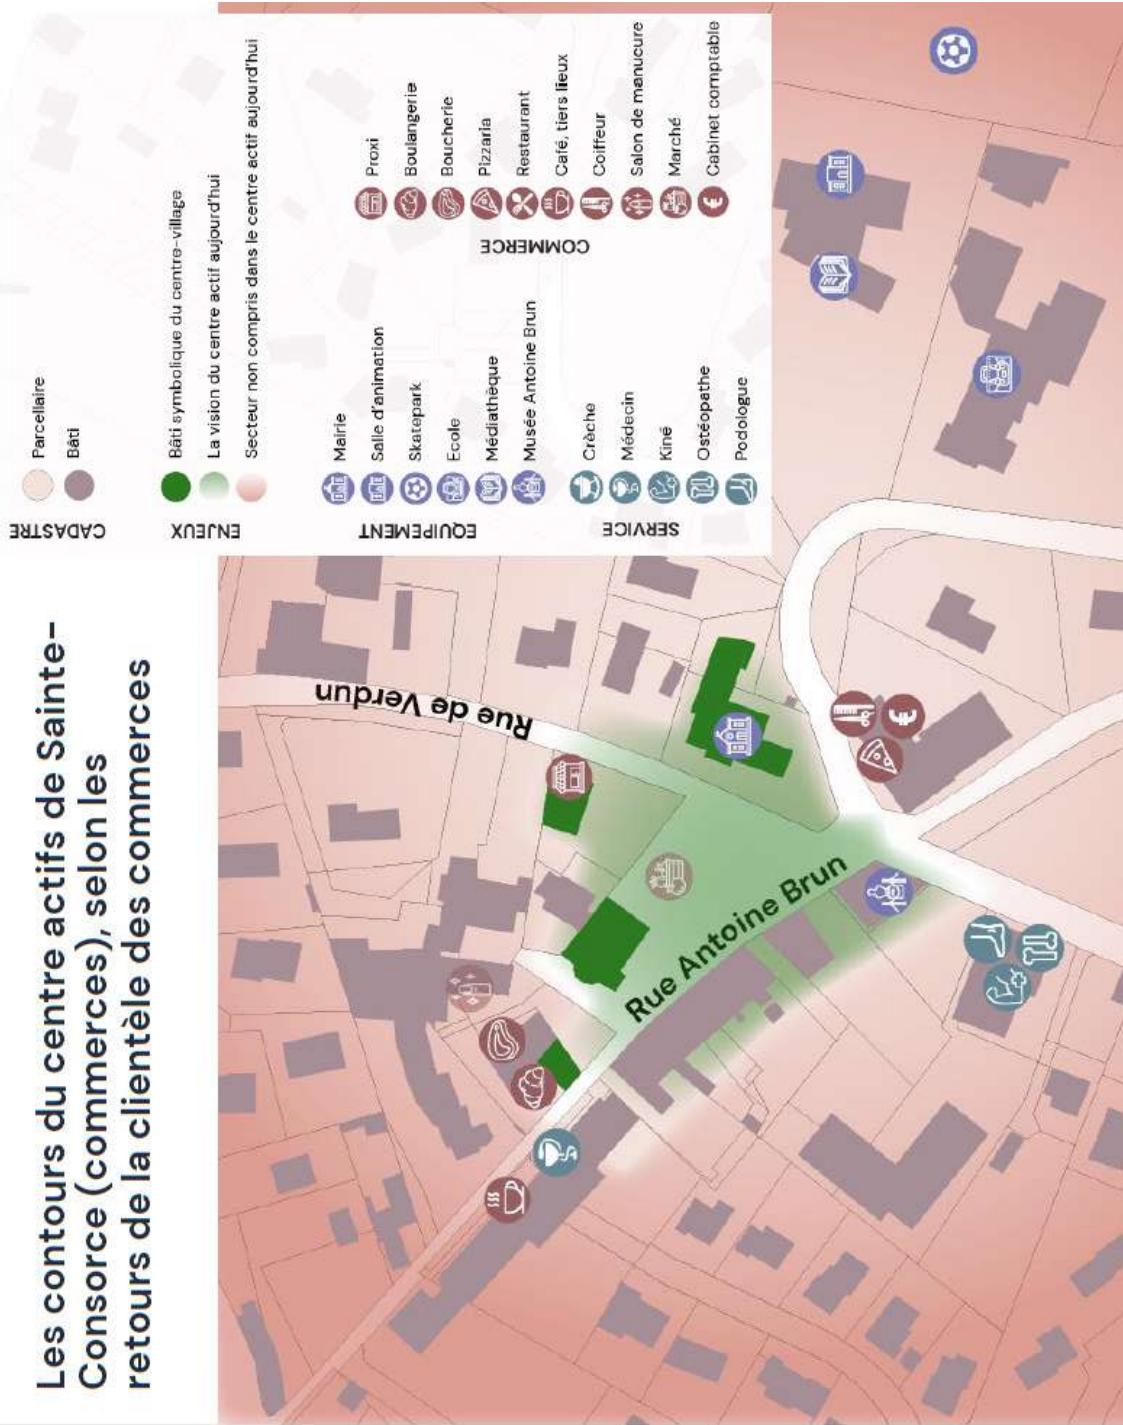 Les contours du centre actifs de Sainte-
Consorce (commerces), selon les
retours de la clientèle des commerces
CADASTRE
Parcellaire
Bâti
ENJEUX
Bâti symbolique du centre-village
La vision du centre actif aujourd'hui
Secteur non compris dans le centre actif aujourd'hui
EQUIPEMENT
Mairie
Salle d'animation
Skatepark
Ecole
Médiathèque
Musée Antoine Brun
SERVICE
Crèche
Médecin
Kiné
Ostéopathe
Podologue
COMMERCE
Proxi
Boulangerie
Boucherie
Pizzaria
Restaurant
Café, tiers lieux
Coiffeur
Salon de manucure
Marché
Cabinet comptable
Rue de Verdun
Rue Antoine Brun